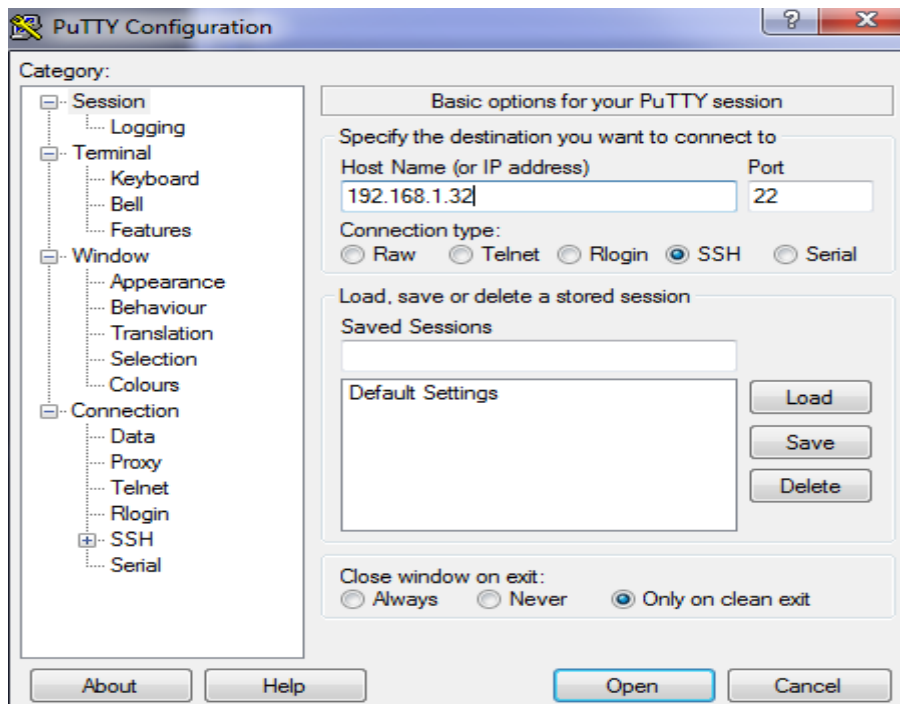 PuTTY Configuration
Category:
Session
Logging
Terminal
Keyboard
Bell
Features
Window
Appearance
Behaviour
Translation
Selection
Colours
Connection
Data
Proxy
Telnet
Rlogin
SSH
Serial
Basic options for your PuTTY session
Specify the destination you want to connect to
Host Name (or IP address) Port
192.168.1.32 22
Connection type:
Raw Telnet Rlogin SSH Serial
Load, save or delete a stored session
Saved Sessions
Default Settings
Load
Save
Delete
Close window on exit:
Always Never Only on clean exit
About Help Open Cancel